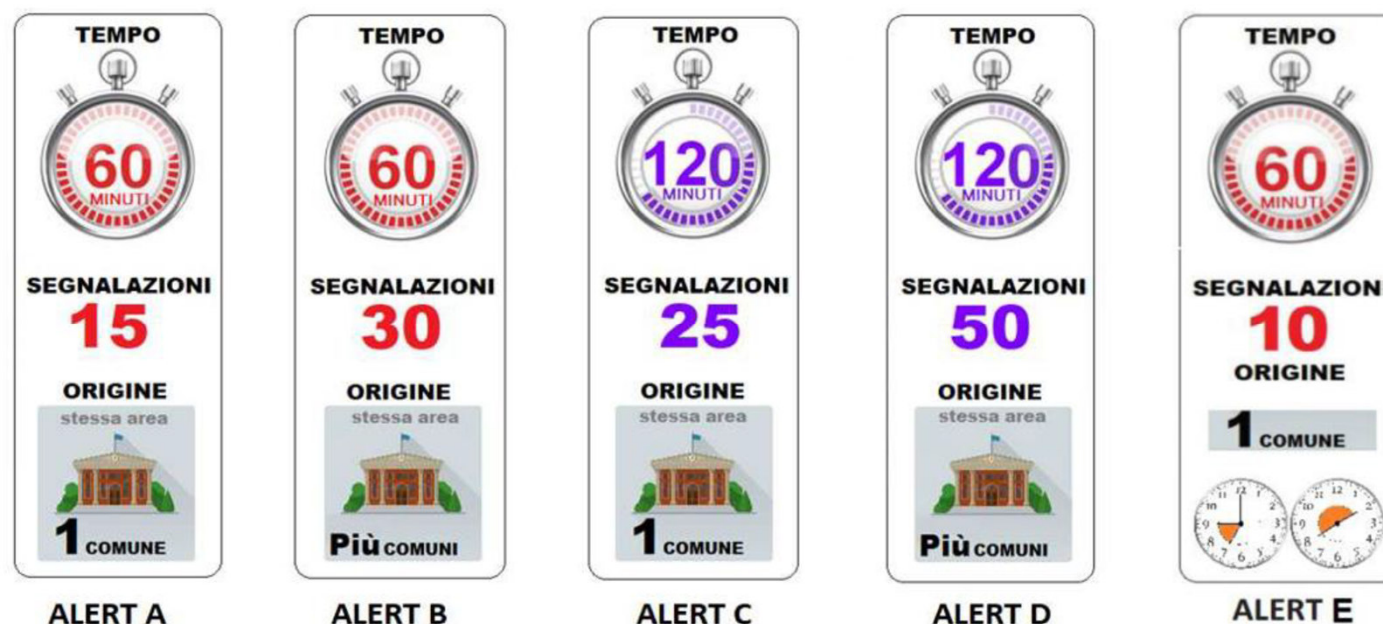 TEMPO
60
MINUTI
SEGNALAZIONI
15
ORIGINE
stessa area
1 COMUNE
ALERT A
TEMPO
60
MINUTI
SEGNALAZIONI
30
ORIGINE
stessa area
Più COMUNI
ALERT B
TEMPO
120
MINUTI
SEGNALAZIONI
25
ORIGINE
stessa area
1 COMUNE
ALERT C
TEMPO
120
MINUTI
SEGNALAZIONI
50
ORIGINE
stessa area
Più COMUNI
ALERT D
TEMPO
60
MINUTI
SEGNALAZION
10
ORIGINE
1 COMUNE
ALERT E